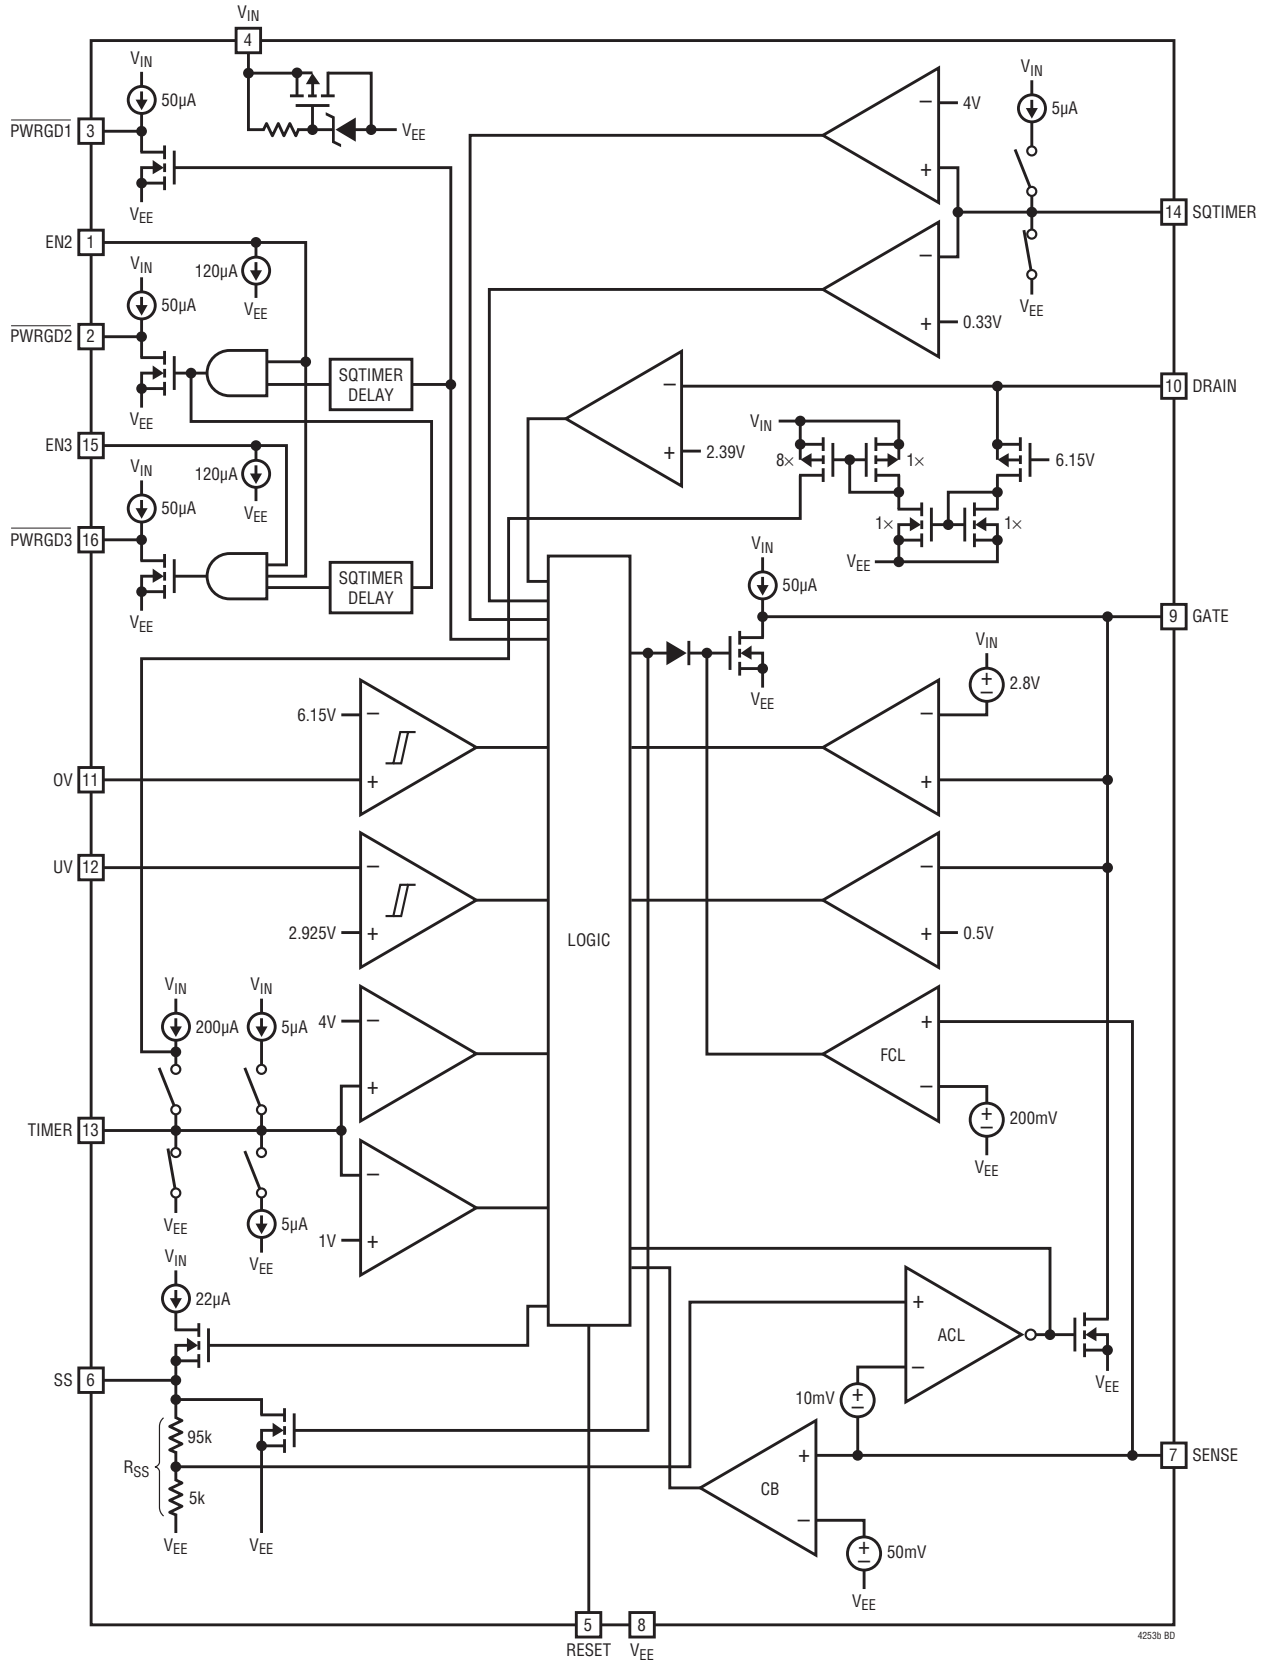 VIN
4
VIN
50µA
PWRGD1
3
VEE
VEE
4V
VIN
5µA
14
SQTIMER
VEE
0.33V
EN2
1
120µA
VEE
VIN
50µA
PWRGD2
2
VEE
SQTIMER
DELAY
10
DRAIN
2.39V
VIN
8×
1×
6.15V
1×
1×
VEE
EN3
15
120µA
VEE
VIN
50µA
PWRGD3
16
VEE
SQTIMER
DELAY
VIN
50µA
9
GATE
VEE
VIN
2.8V
6.15V
OV
11
UV
12
2.925V
LOGIC
0.5V
VIN
200µA
VIN
5µA
4V
FCL
200mV
VEE
TIMER
13
VEE
5µA
VEE
1V
VIN
22µA
SS
6
95k
RSS
5k
VEE
VEE
ACL
VEE
10mV
CB
7
SENSE
50mV
VEE
5
RESET
8
VEE
4253b BD